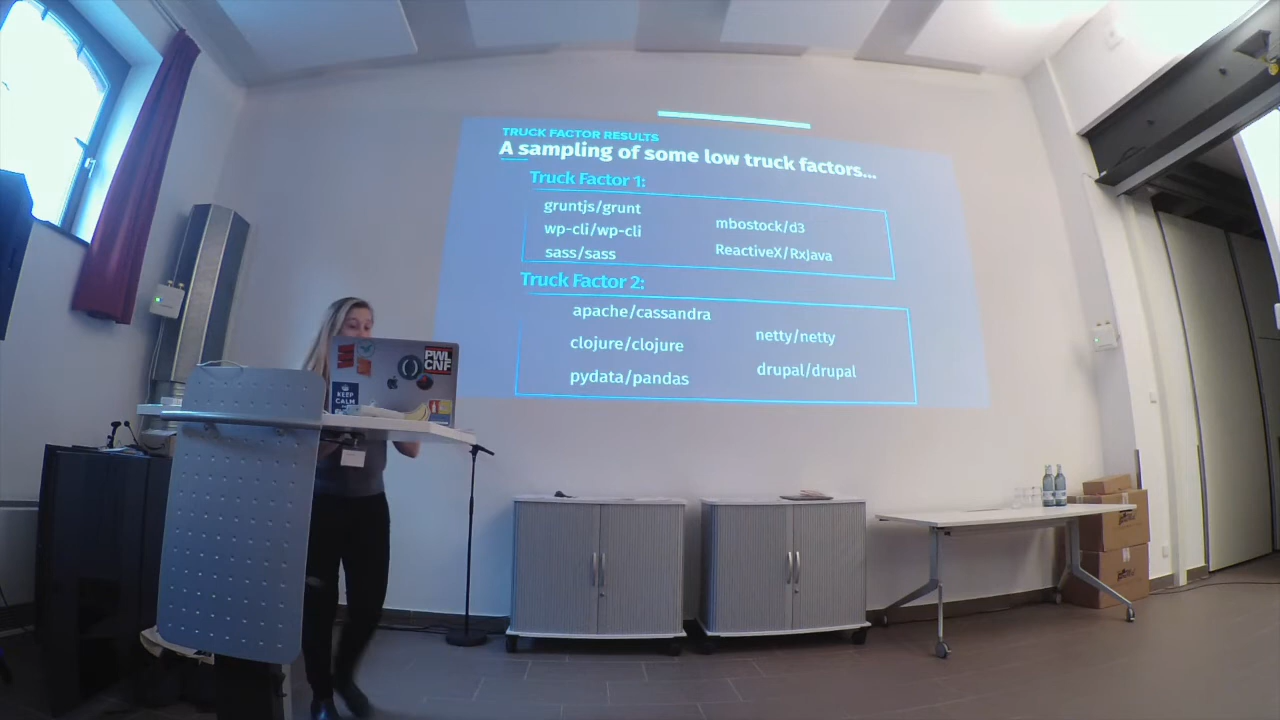 TRUCK FACTOR RESULTS
A sampling of some low truck factors...
Truck Factor 1:
gruntjs/grunt
wp-cli/wp-cli
sass/sass
mbostock/d3
ReactiveX/RxJava
Truck Factor 2:
apache/cassandra
clojure/clojure
pydata/pandas
netty/netty
drupal/drupal
PWL
CNF
KEEP
CALM